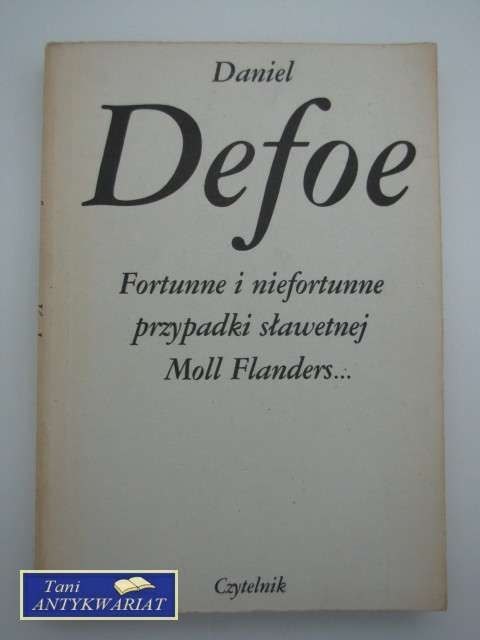 Daniel
Defoe
Fortunne i niefortunne
przypadki sławetnej
Moll Flanders...
Czytelnik
Tani
ANTYKWARIAT